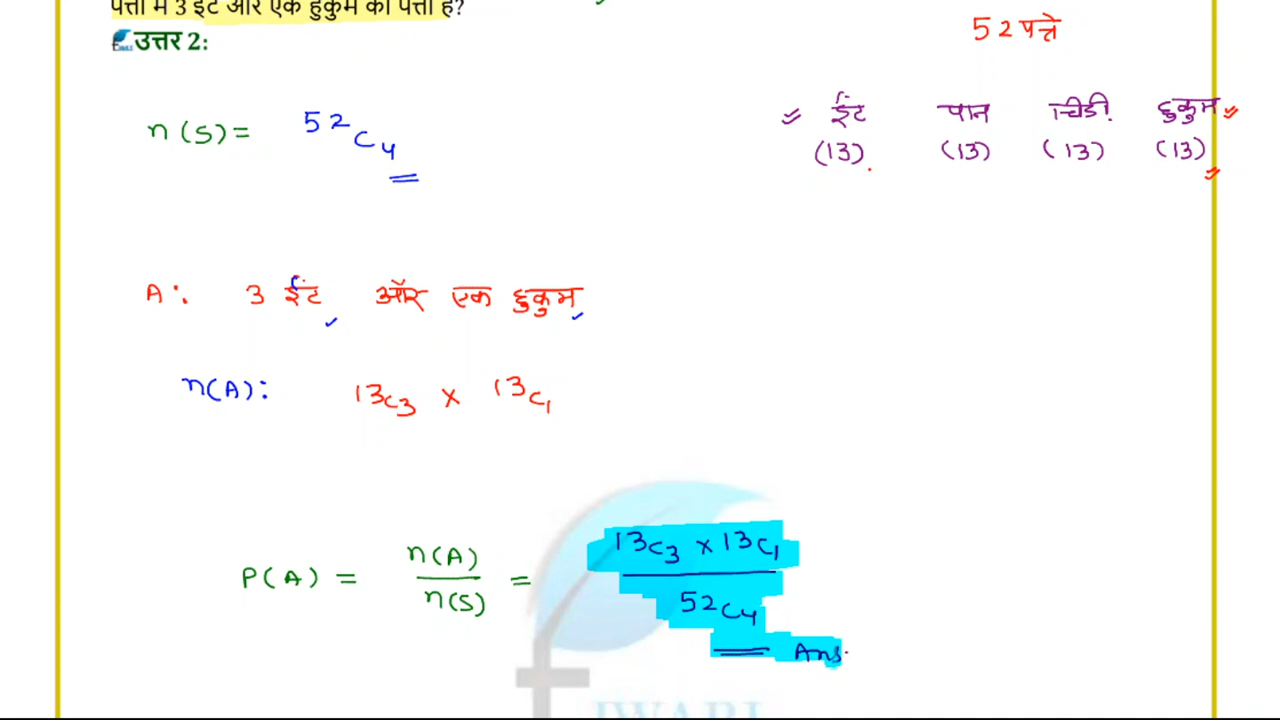 पत्तों में 3 ईंट और एक हुकुम का पत्ता है?
उत्तर 2:
52 पत्ते
ईंट पान चिडी. हुकुम
(13). (13) (13) (13)
n(S) = 52C4
A: 3 ईंट और एक हुकुम
n(A): 13C3 × 13C1
P(A) = n(A)/n(S) = 13C3 × 13C1 / 52C4
Ans.